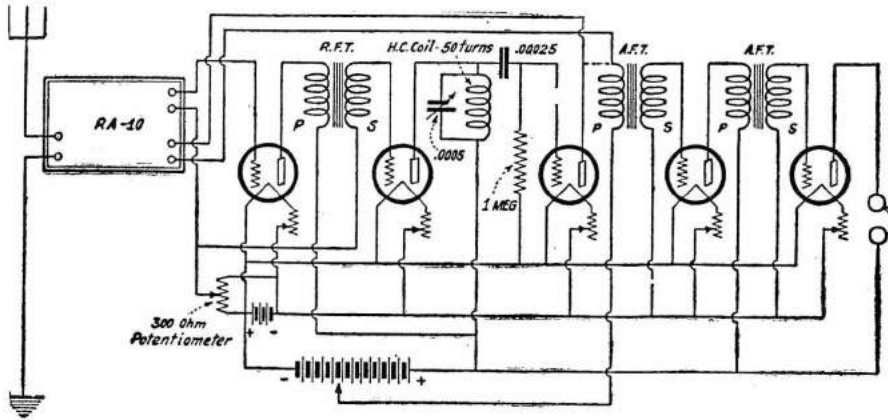 R.F.T.
H.C. Coil-50 turns
.00025
A.F.T.
A.F.T.
RA-10
P
S
.0005
1 MEG
P
S
P
S
300 Ohm
Potentiometer
+ -
- +